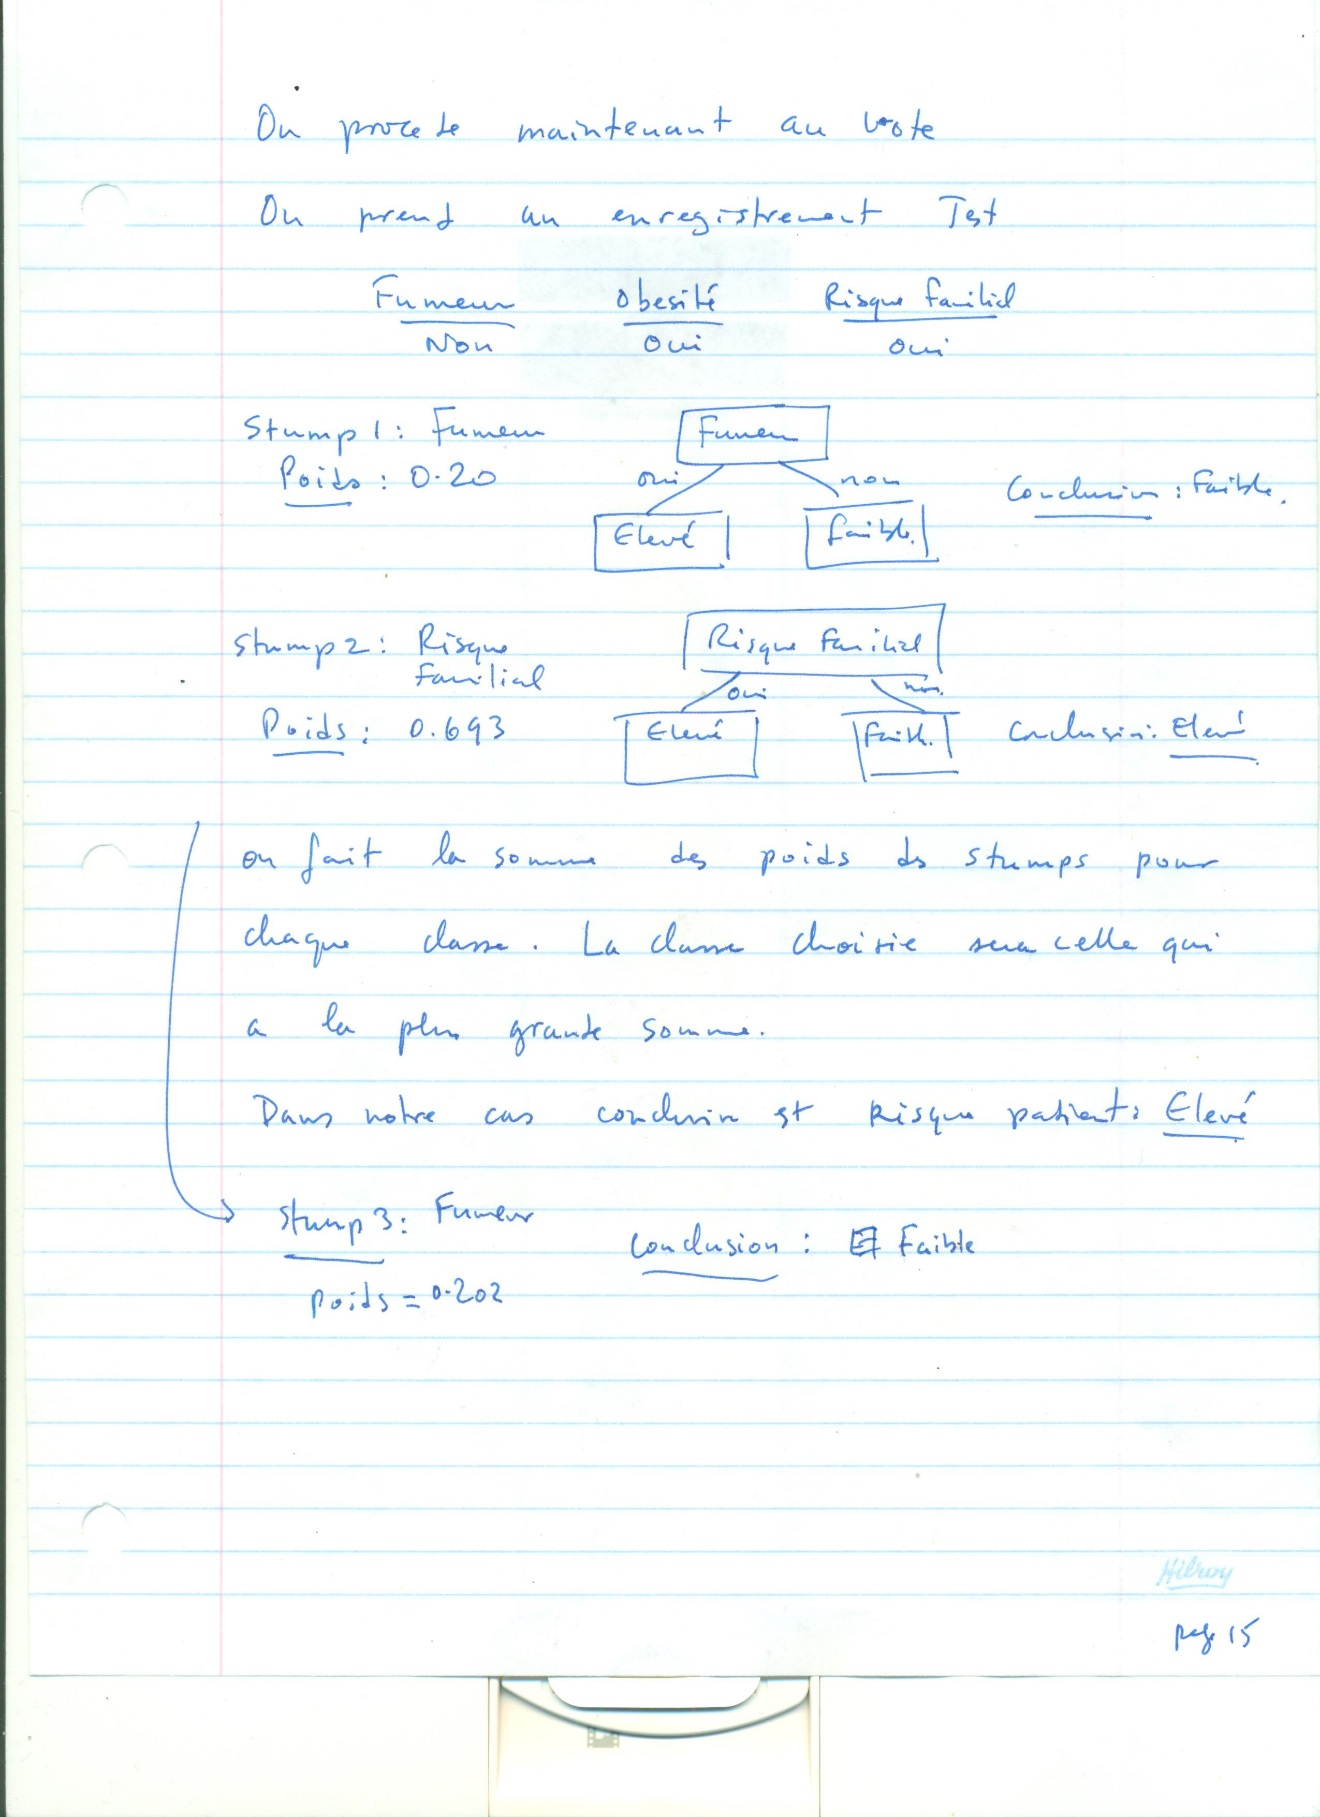 On procede maintenant au vote
On prend un enregistrement Test
Fumeur Obesité Risque familial
Non oui oui
Stump 1: Fumeur
Poids: 0.20
Fumeur
oui non
Elevé faible.
Conclusion: Faible.
Stump 2: Risque
familial
Poids: 0.693
Risque familial
oui non.
Elevé Faible.
Conclusion: Elevé
on fait la somme des poids ds stumps pour
chaque classe. La classe choisie sera celle qui
a la plus grande somme.
Dans notre cas conclusion est Risque patient: Elevé
Stump 3: Fumeur
Poids = 0.202
Conclusion: Faible
Hilroy
page 15